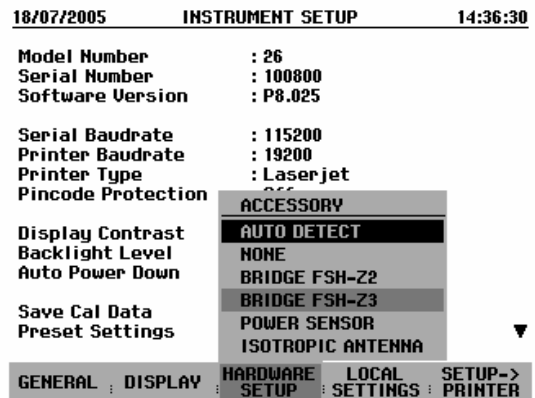 18/07/2005 INSTRUMENT SETUP 14:36:30
Model Number : 26
Serial Number : 100800
Software Version : P8.025
Serial Baudrate : 115200
Printer Baudrate : 19200
Printer Type : Laserjet
Pincode Protection
ACCESSORY
Display Contrast
AUTO DETECT
Backlight Level
NONE
Auto Power Down
BRIDGE FSH-Z2
BRIDGE FSH-Z3
Save Cal Data
POWER SENSOR
Preset Settings
ISOTROPIC ANTENNA
GENERAL DISPLAY HARDWARE SETUP LOCAL SETTINGS SETUP-> PRINTER